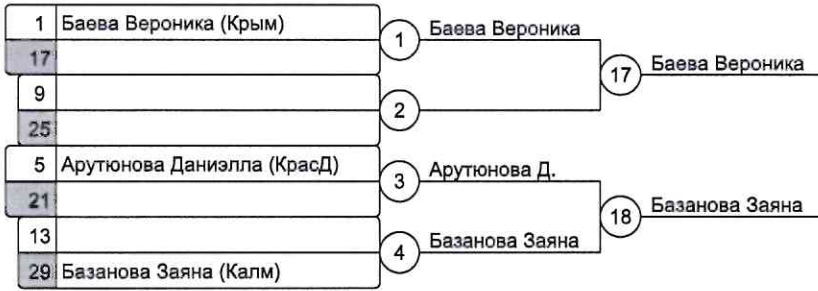 1 Баева Вероника (Крым)
17
1 Баева Вероника
9
25
2
17 Баева Вероника
5 Арутюнова Даниэлла (КрасД)
21
3 Арутюнова Д.
13
29 Базанова Заяна (Калм)
4 Базанова Заяна
18 Базанова Заяна